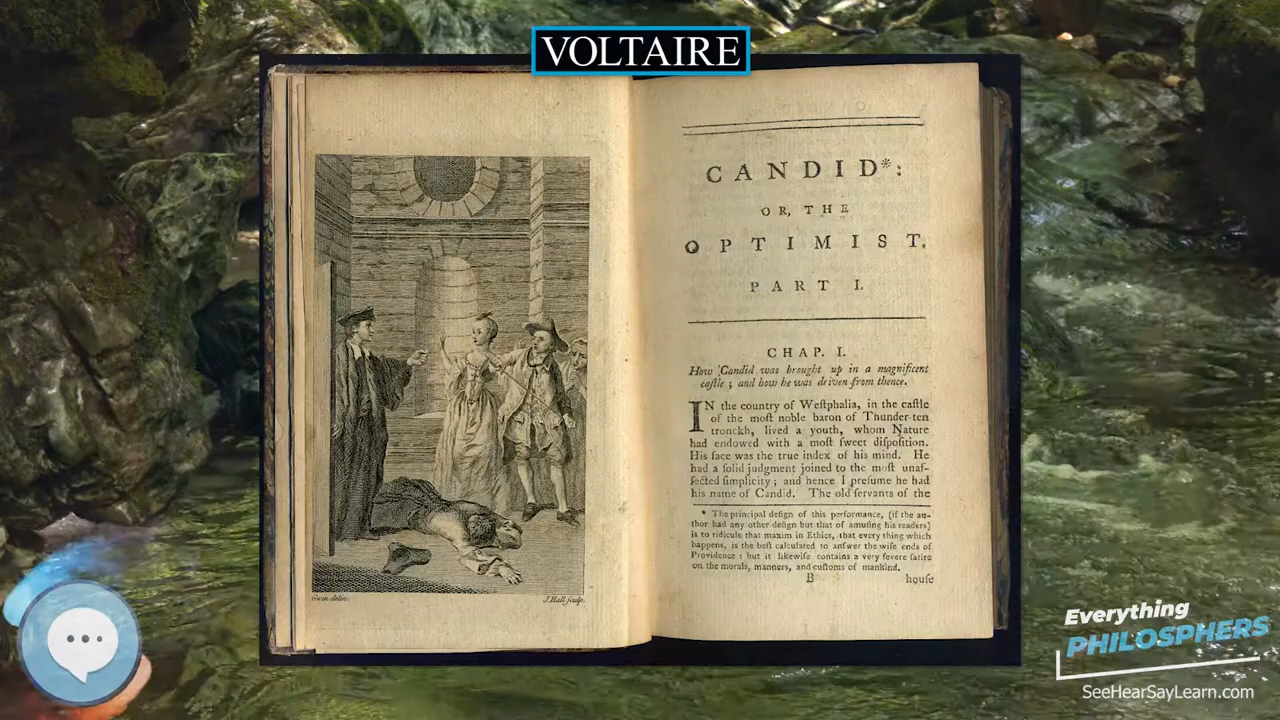 VOLTAIRE
CANDID*:
OR, THE
OPTIMIST.
PART I.
CHAP. I.
How Candid was brought up in a magnificent
caſtle; and how he was driven from thence.
IN the country of Weſtphalia, in the caſtle
of the moſt noble baron of Thunder-ten
tronckh, lived a youth, whom Nature
had endowed with a moſt ſweet diſpoſition.
His face was the true index of his mind. He
had a ſolid judgment joined to the moſt unaf-
fected ſimplicity; and hence I preſume he had
his name of Candid. The old ſervants of the
* The principal deſign of this performance, (if the au-
thor had any other deſign but that of amuſing his readers)
is to ridicule that maxim in Ethics, that every thing which
happens, is the beſt calculated to anſwer the wiſe ends of
Providence: but it likewiſe contains a very ſevere ſatire
on the morals, manners, and cuſtoms of mankind.
B house
delin.
J. Hall ſculp.
Everything
PHILOSPHERS
SeeHearSayLearn.com